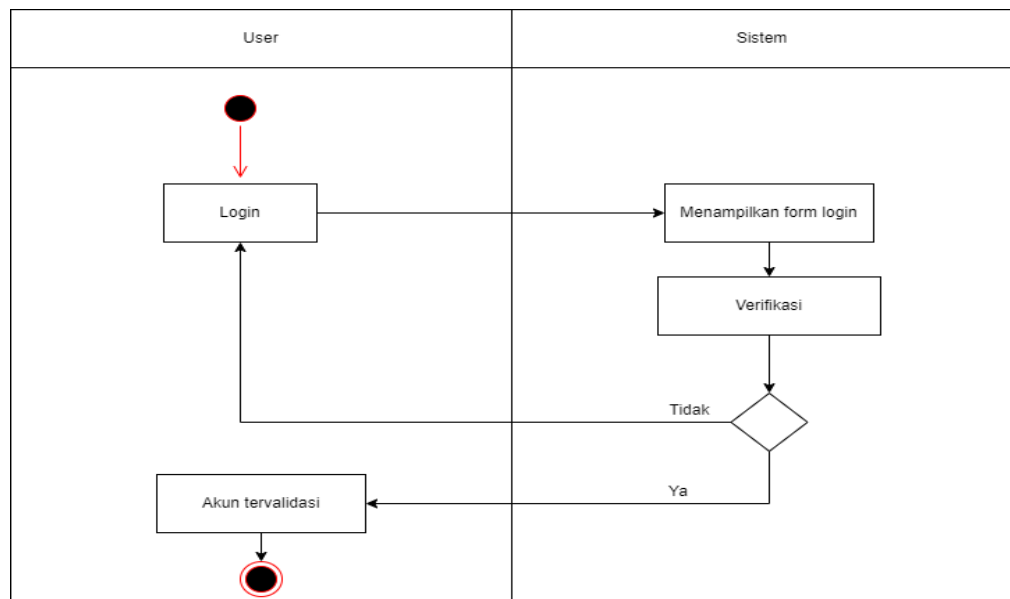 User
Sistem
Login
Menampilkan form login
Verifikasi
Tidak
Ya
Akun tervalidasi